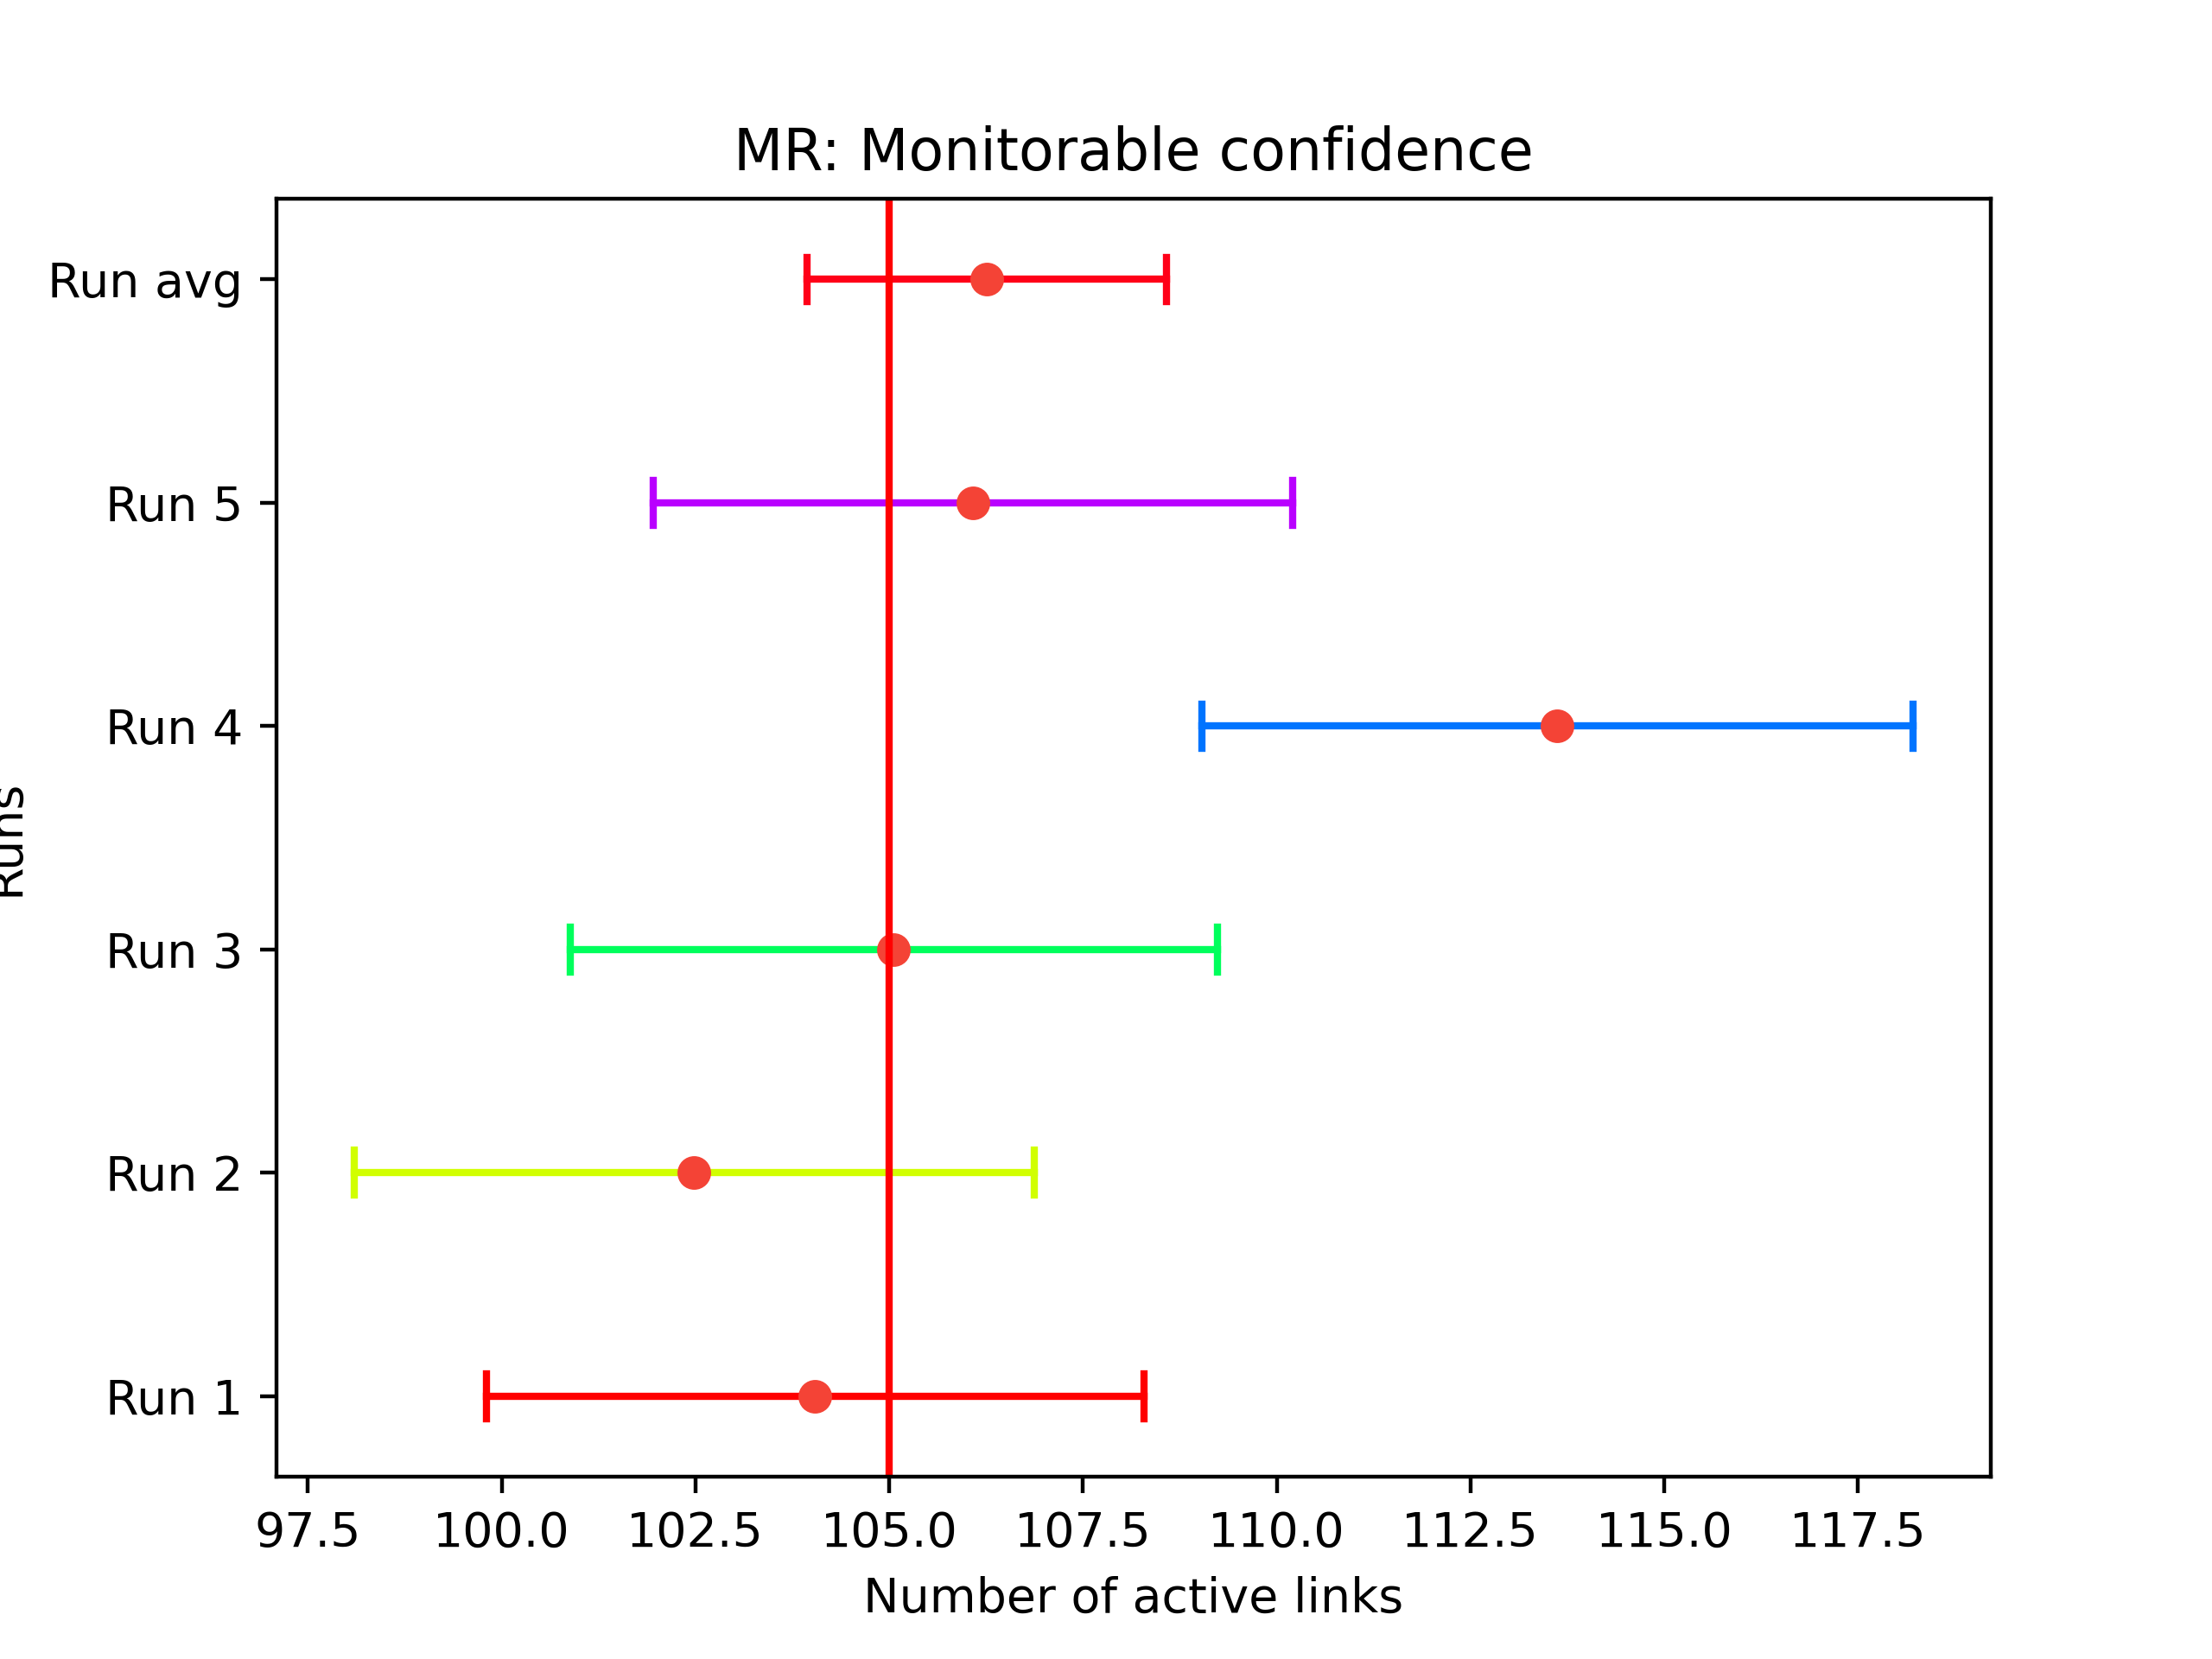 MR: Monitorable confidence
Run avg
Run 5
Run 4
Runs
Run 3
Run 2
Run 1
97.5 100.0 102.5 105.0 107.5 110.0 112.5 115.0 117.5
Number of active links